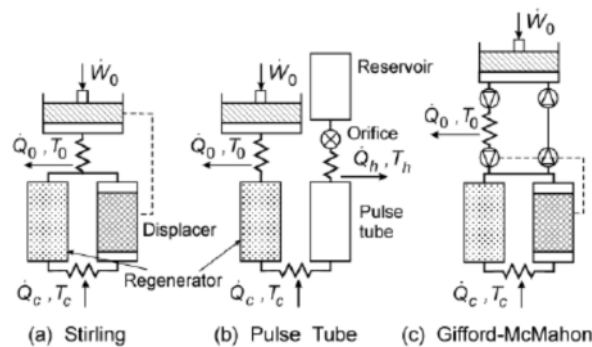 Ẇ₀
Q̇₀, T₀
Displacer
Regenerator
Q̇c, Tc
(a) Stirling
Ẇ₀
Reservoir
Orifice
Q̇₀, T₀
Q̇h, Th
Pulse
tube
Q̇c, Tc
(b) Pulse Tube
Ẇ₀
Q̇₀, T₀
Q̇c, Tc
(c) Gifford-McMahon